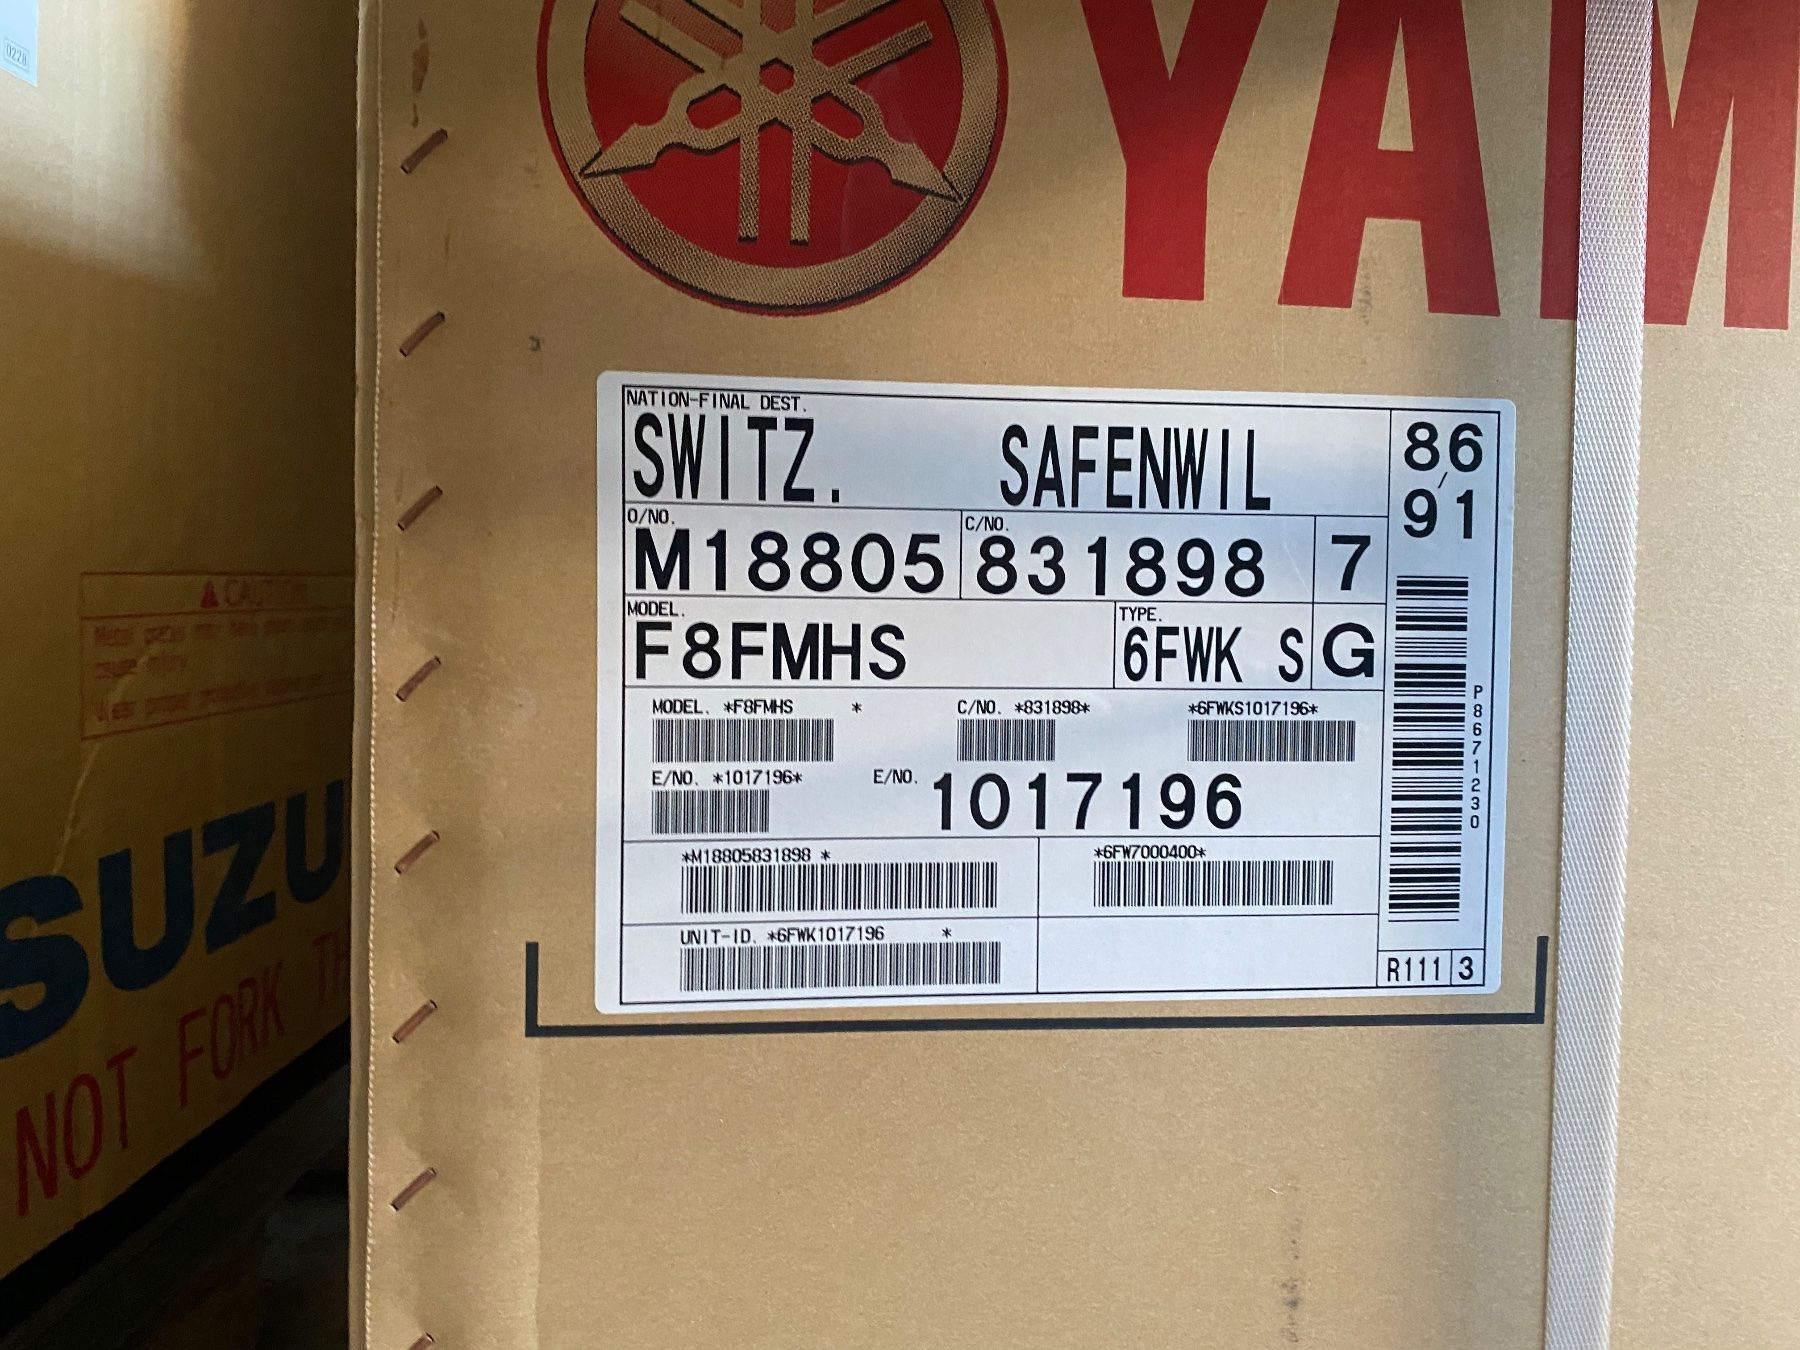 0228
YAM
NATION-FINAL DEST.
SWITZ. SAFENWIL
86/91
O/NO.
M18805
C/NO.
831898
7
MODEL.
F8FMHS
TYPE.
6FWK S
G
MODEL. *F8FMHS *
C/NO. *831898*
*6FWKS1017196*
E/NO. *1017196*
E/NO. 1017196
P8671230
*M18805831898 *
*6FW7000400*
UNIT-ID. *6FWK1017196 *
R111 3
CAUTION
SUZU
NOT FORK TH